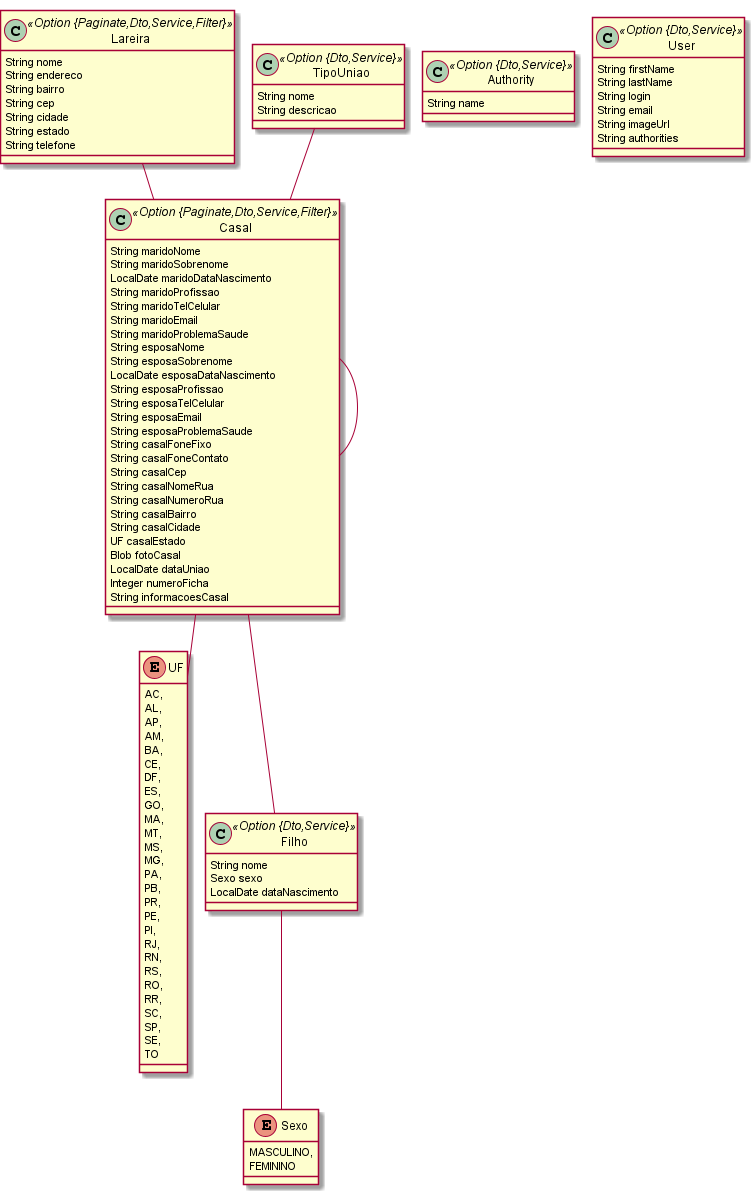 C «Option {Paginate,Dto,Service,Filter}»
Lareira
String nome
String endereco
String bairro
String cep
String cidade
String estado
String telefone
C «Option {Dto,Service}»
TipoUniao
String nome
String descricao
C «Option {Dto,Service}»
Authority
String name
C «Option {Dto,Service}»
User
String firstName
String lastName
String login
String email
String imageUrl
String authorities
C «Option {Paginate,Dto,Service,Filter}»
Casal
String maridoNome
String maridoSobrenome
LocalDate maridoDataNascimento
String maridoProfissao
String maridoTelCelular
String maridoEmail
String maridoProblemaSaude
String esposaNome
String esposaSobrenome
LocalDate esposaDataNascimento
String esposaProfissao
String esposaTelCelular
String esposaEmail
String esposaProblemaSaude
String casalFoneFixo
String casalFoneContato
String casalCep
String casalNomeRua
String casalNumeroRua
String casalBairro
String casalCidade
UF casalEstado
Blob fotoCasal
LocalDate dataUniao
Integer numeroFicha
String informacoesCasal
E UF
AC,
AL,
AP,
AM,
BA,
CE,
DF,
ES,
GO,
MA,
MT,
MS,
MG,
PA,
PB,
PR,
PE,
PI,
RJ,
RN,
RS,
RO,
RR,
SC,
SP,
SE,
TO
C «Option {Dto,Service}»
Filho
String nome
Sexo sexo
LocalDate dataNascimento
E Sexo
MASCULINO,
FEMININO